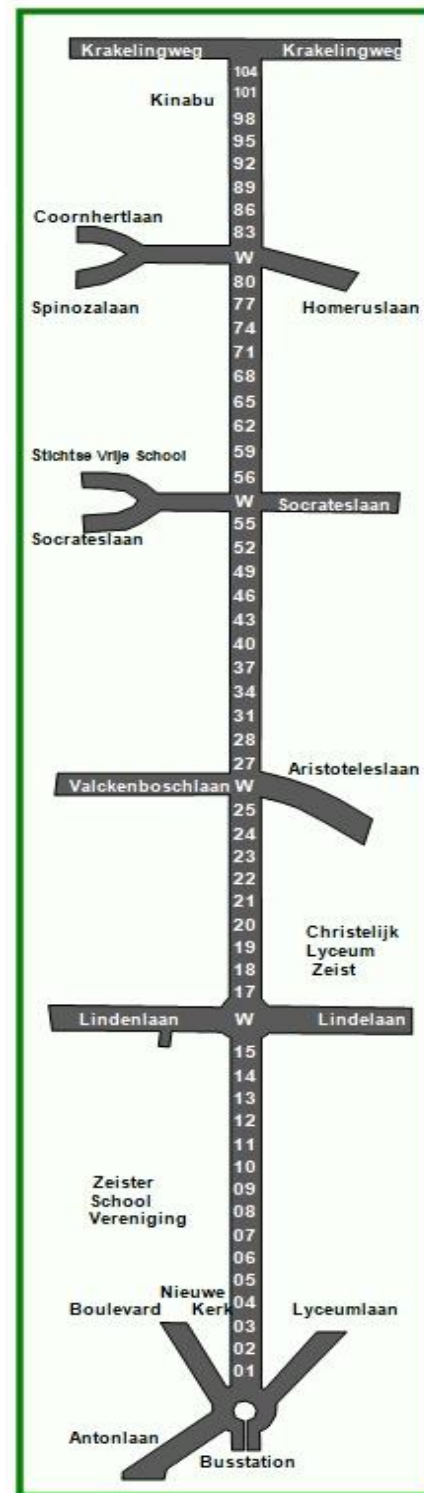 Krakelingweg Krakelingweg
104
Kinabu 101
98
95
92
89
86
Coornhertlaan 83
W
80
Spinozalaan 77 Homeruslaan
74
71
68
65
62
Stichtse Vrije School 59
56
W Socrateslaan
55
Socrateslaan 52
49
46
43
40
37
34
31
28
27 Aristoteleslaan
Valckenboschlaan W
25
24
23
22
21
20 Christelijk
19 Lyceum
18 Zeist
17
Lindenlaan W Lindelaan
15
14
13
12
11
10
Zeister 09
School 08
Vereniging
07
06
05
Nieuwe 04
Boulevard Kerk Lyceumlaan
03
02
01
Antonlaan
Busstation